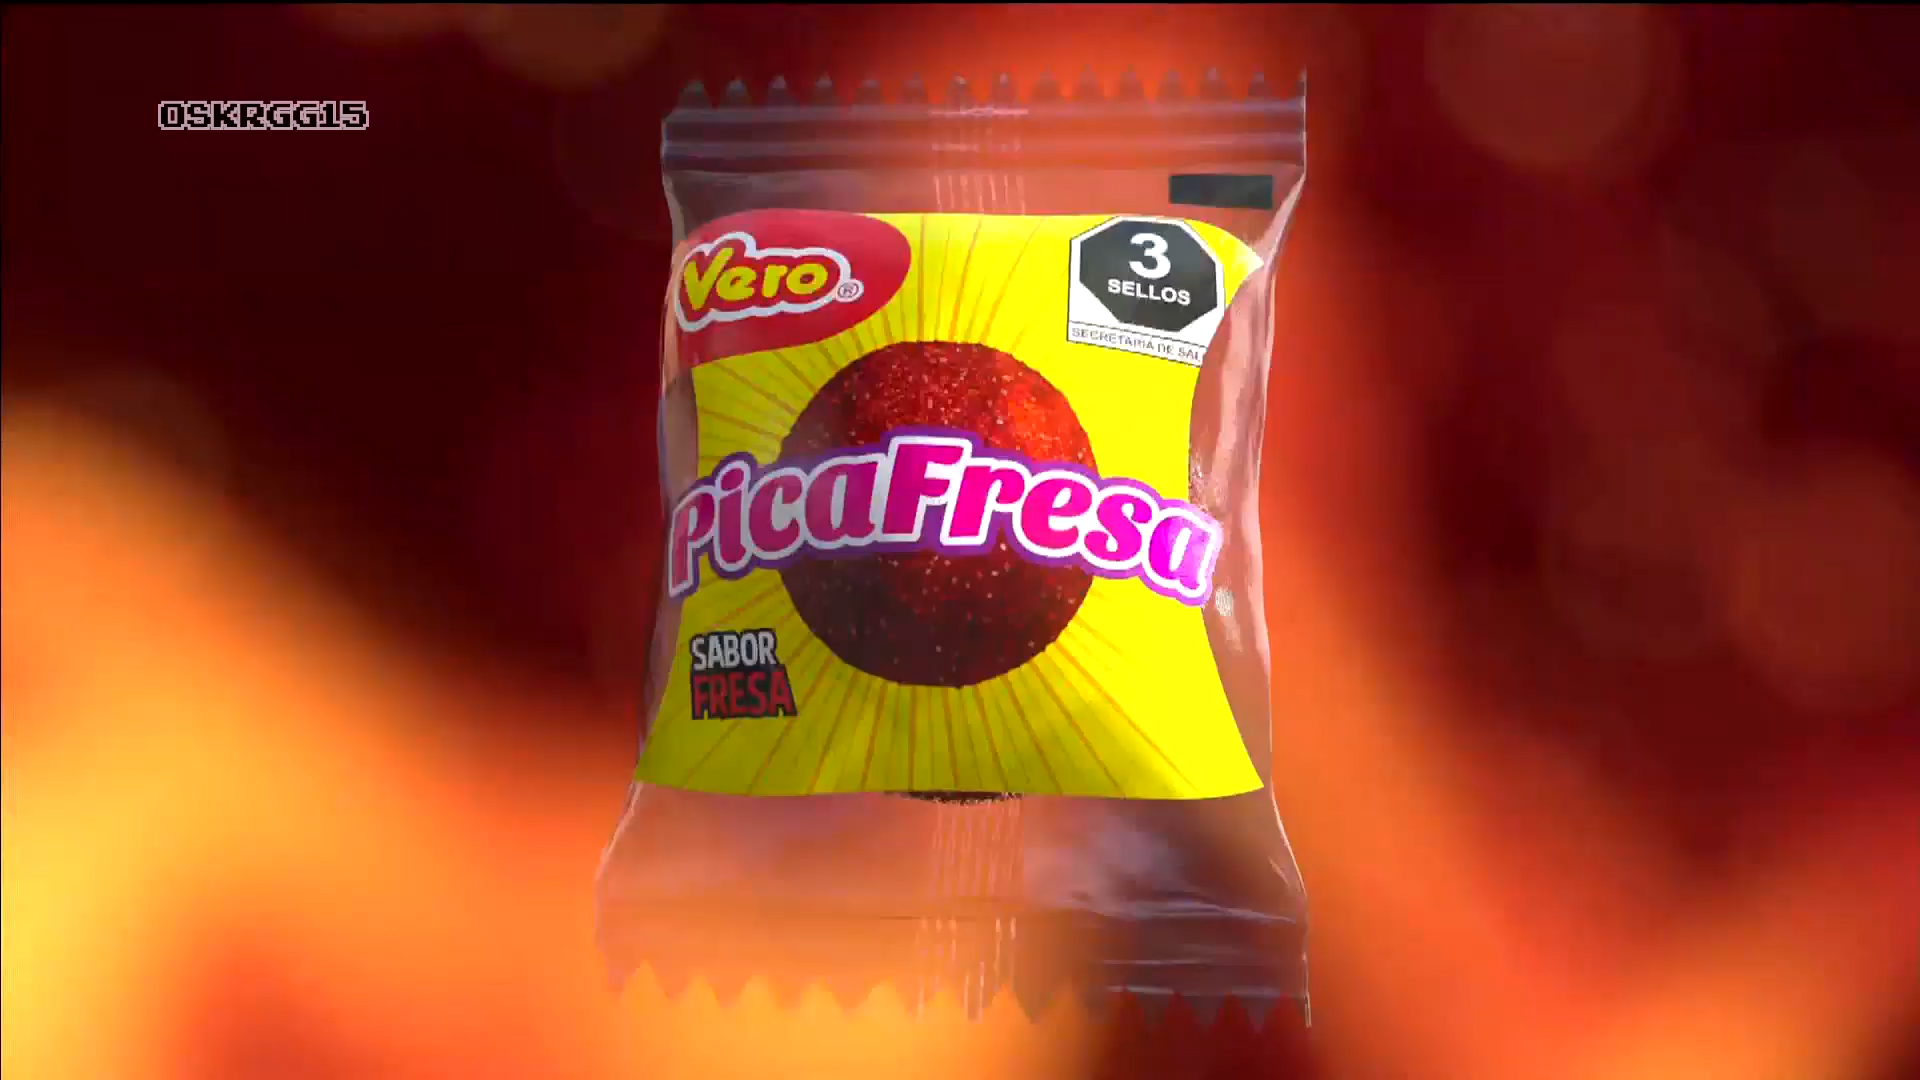 OSKRGG15
Vero®
3
SELLOS
SECRETARÍA DE SAL
PicaFresa
SABOR
FRESA